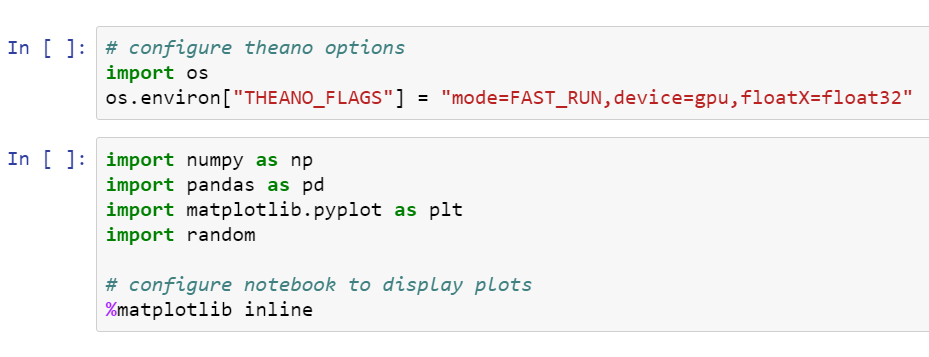 In [ ]: # configure theano options
import os
os.environ["THEANO_FLAGS"] = "mode=FAST_RUN,device=gpu,floatX=float32"
In [ ]: import numpy as np
import pandas as pd
import matplotlib.pyplot as plt
import random
# configure notebook to display plots
%matplotlib inline